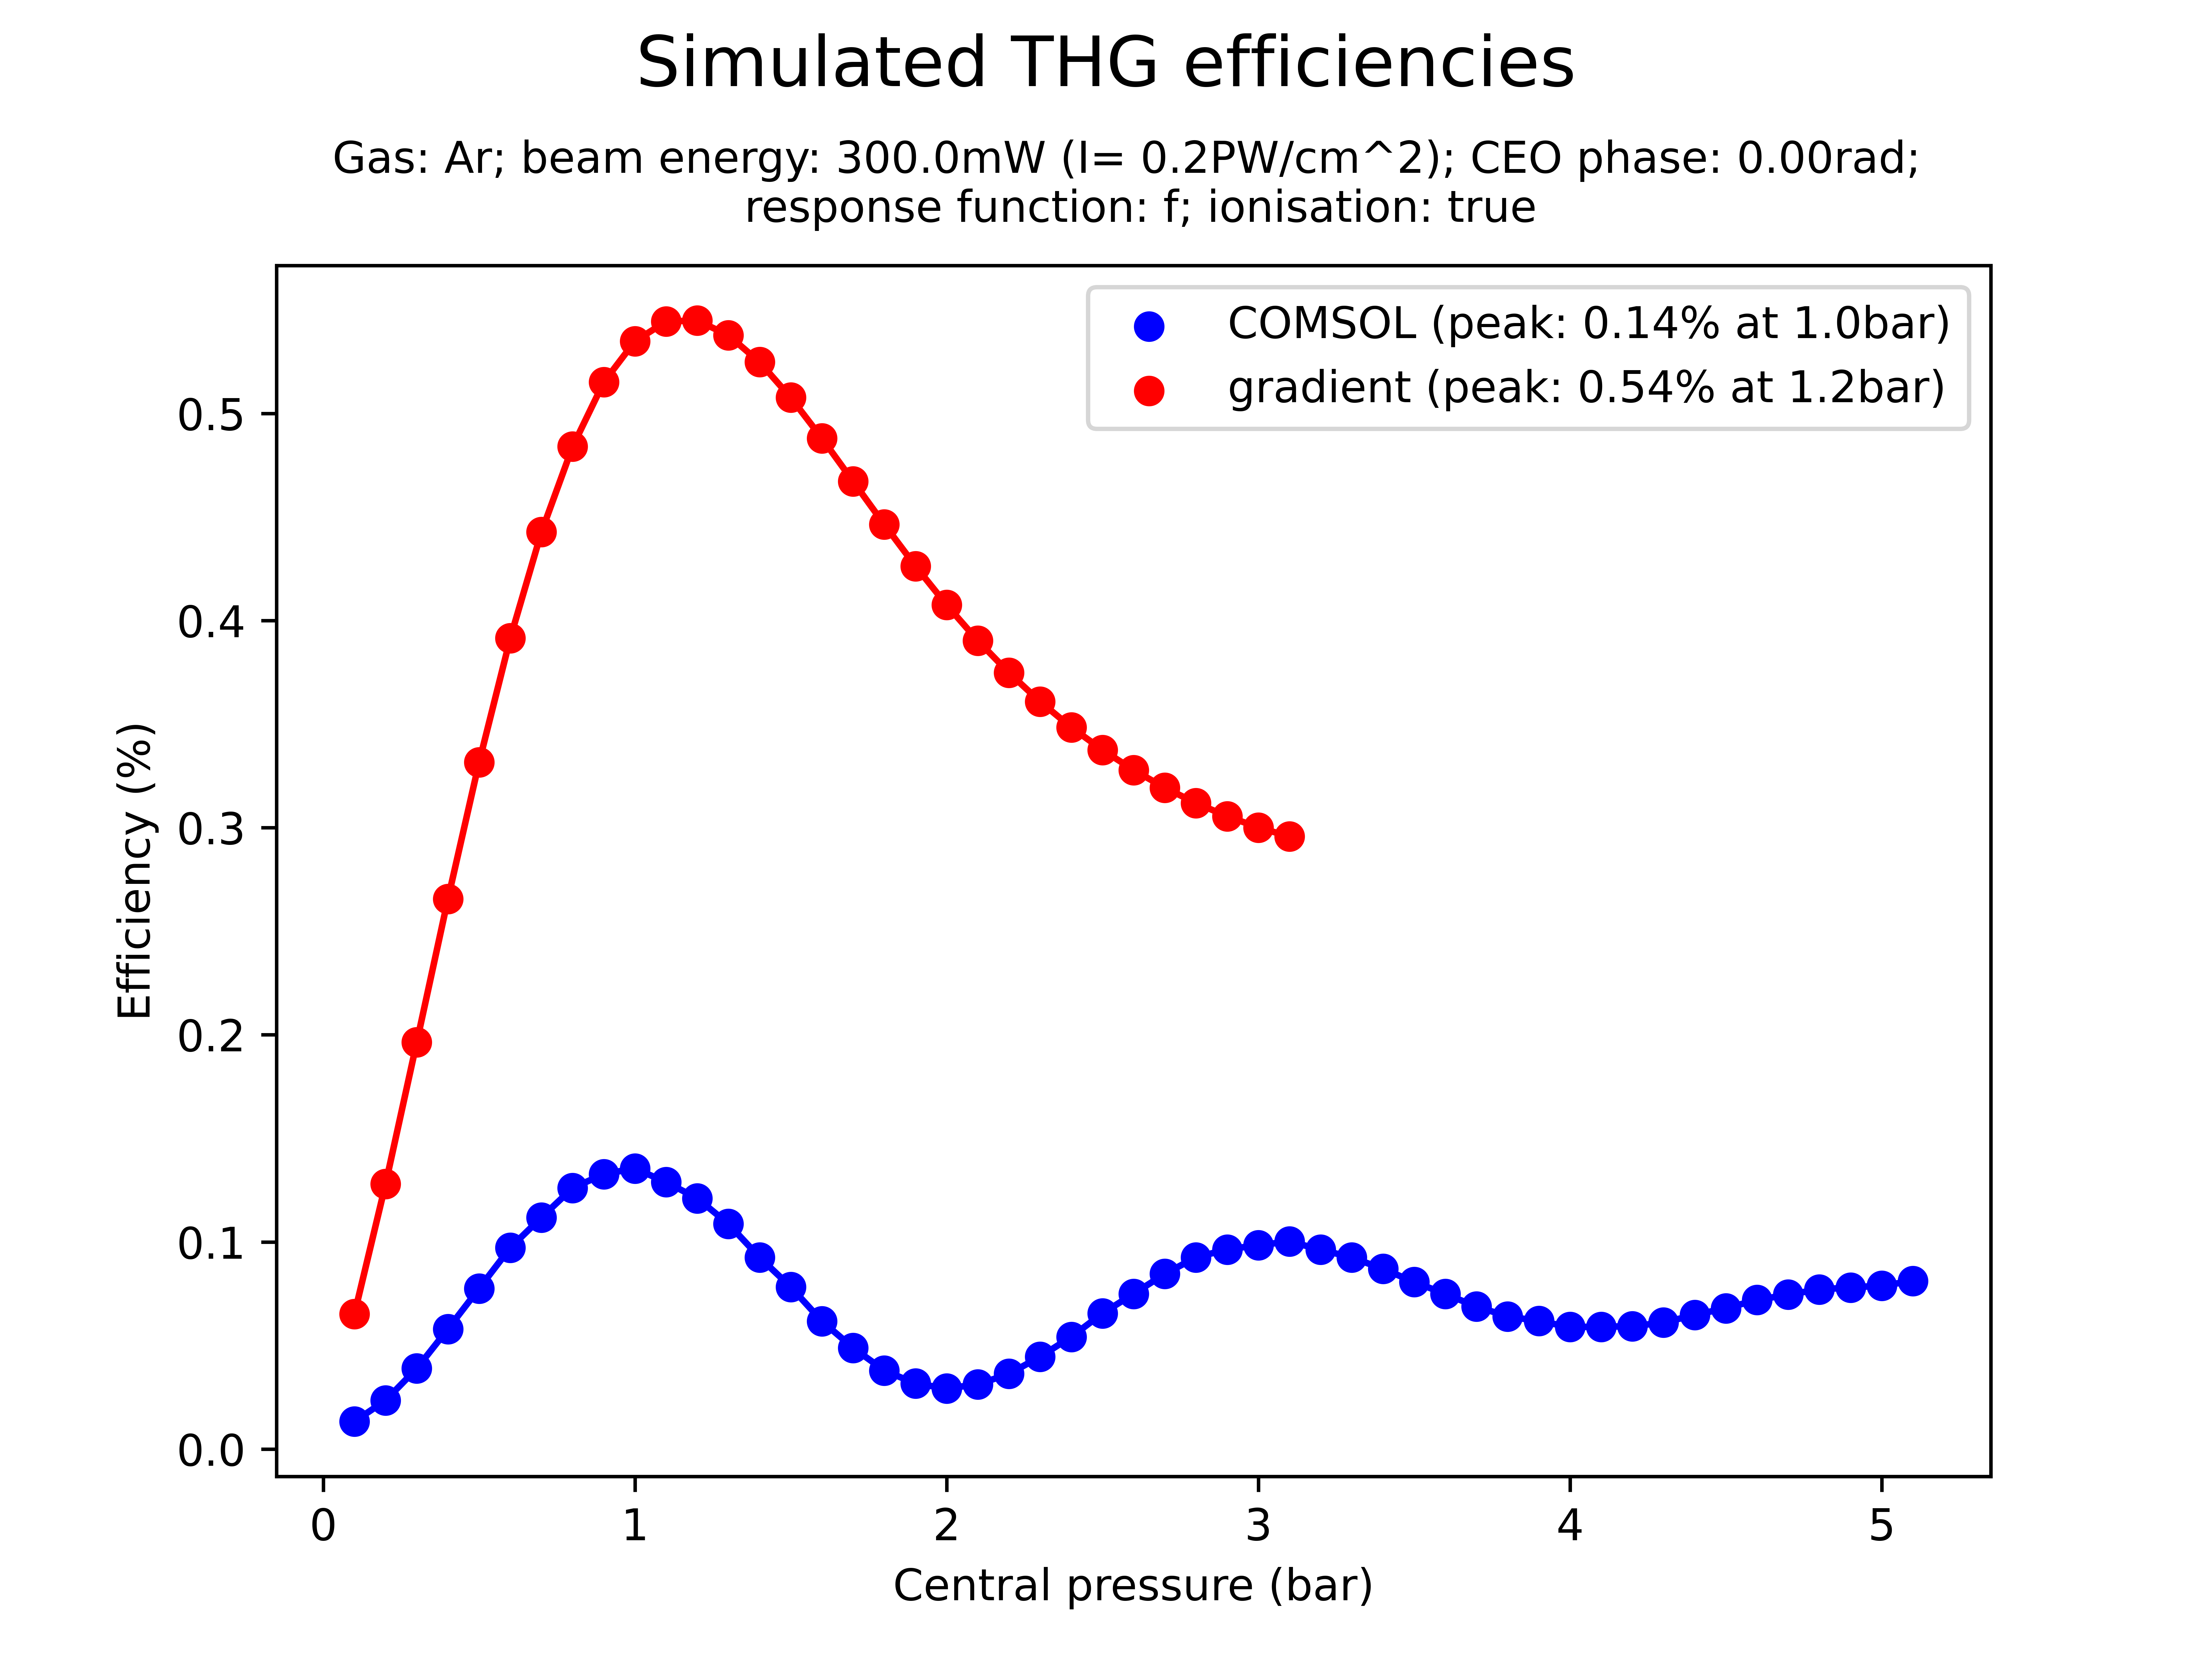 Simulated THG efficiencies
Gas: Ar; beam energy: 300.0mW (I= 0.2PW/cm^2); CEO phase: 0.00rad;
response function: f; ionisation: true
COMSOL (peak: 0.14% at 1.0bar)
gradient (peak: 0.54% at 1.2bar)
Efficiency (%)
0.5
0.4
0.3
0.2
0.1
0.0
0 1 2 3 4 5
Central pressure (bar)